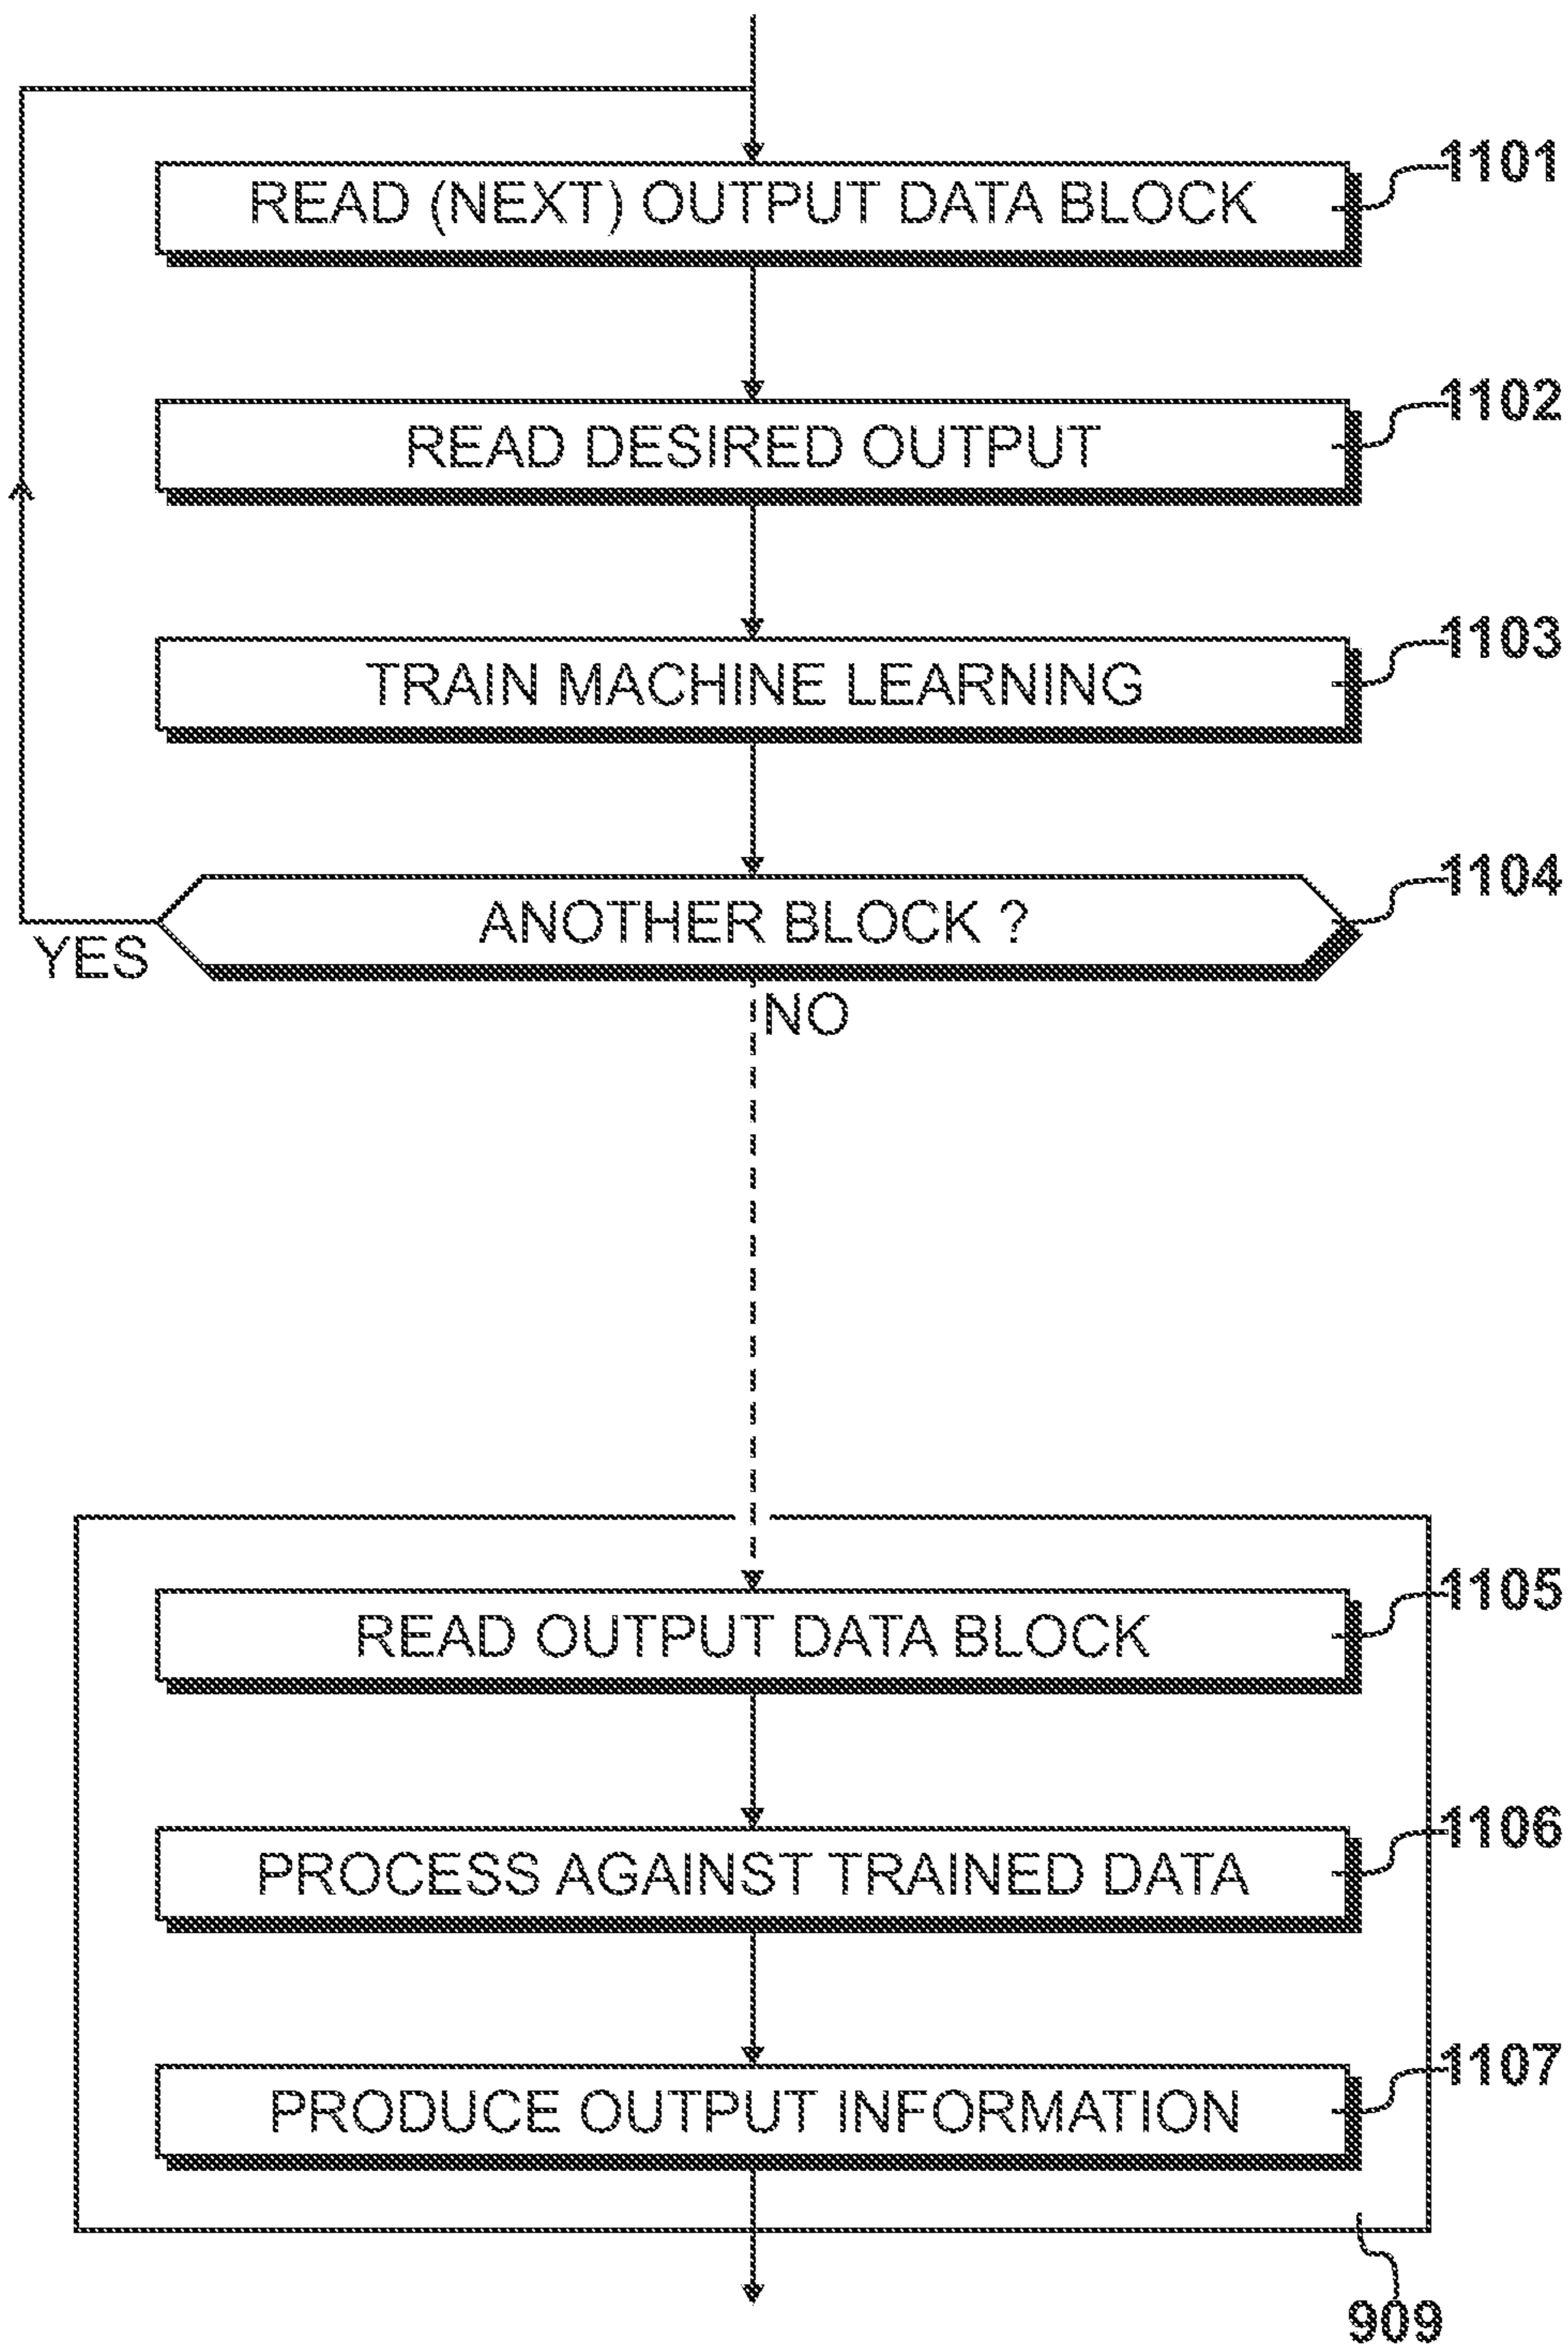 1101
READ (NEXT) OUTPUT DATA BLOCK
1102
READ DESIRED OUTPUT
1103
TRAIN MACHINE LEARNING
1104
ANOTHER BLOCK ?
YES
NO
1105
READ OUTPUT DATA BLOCK
1106
PROCESS AGAINST TRAINED DATA
1107
PRODUCE OUTPUT INFORMATION
909